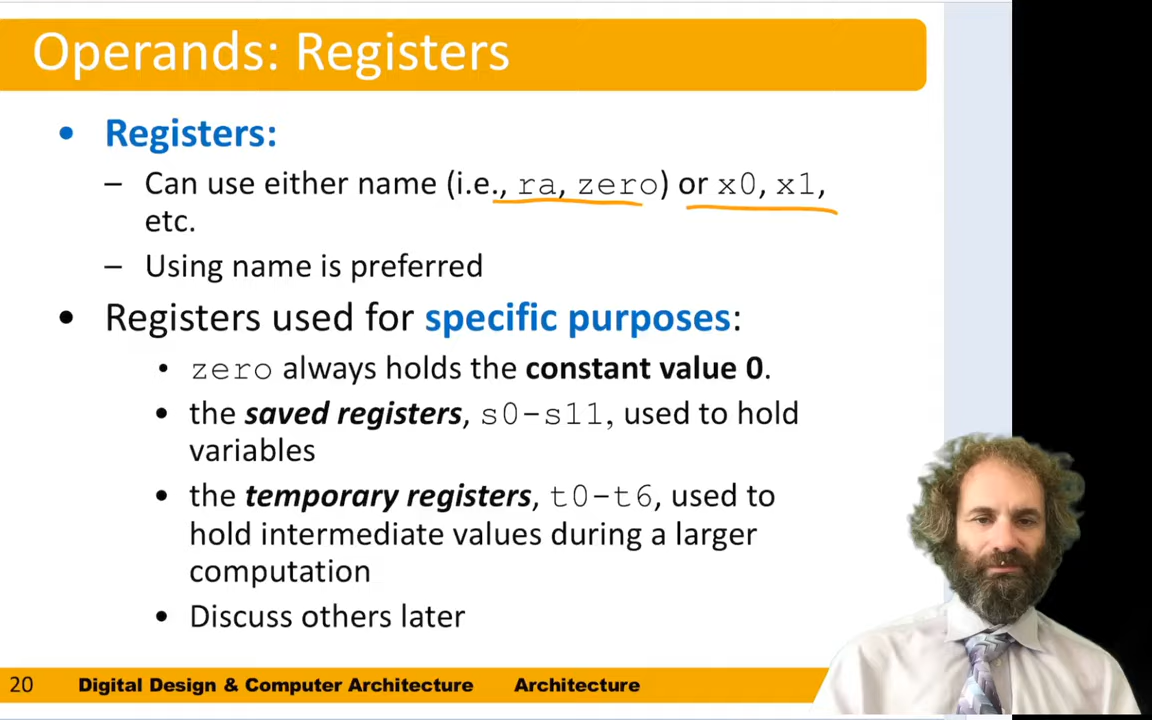 Operands: Registers
• Registers:
– Can use either name (i.e., ra, zero) or x0, x1,
etc.
– Using name is preferred
• Registers used for specific purposes:
• zero always holds the constant value 0.
• the saved registers, s0-s11, used to hold
variables
• the temporary registers, t0-t6, used to
hold intermediate values during a larger
computation
• Discuss others later
20 Digital Design & Computer Architecture Architecture